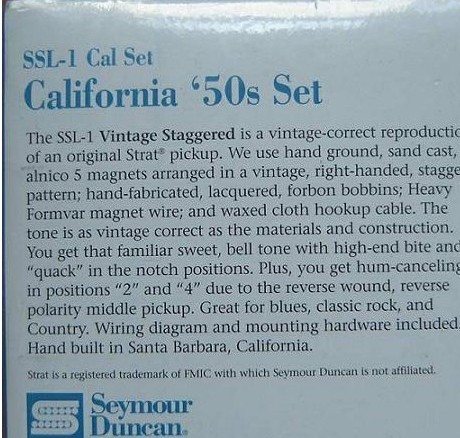 SSL-1 Cal Set
California ‘50s Set
The SSL-1 Vintage Staggered is a vintage-correct reproductio
of an original Strat® pickup. We use hand ground, sand cast,
alnico 5 magnets arranged in a vintage, right-handed, stagge
pattern; hand-fabricated, lacquered, forbon bobbins; Heavy
Formvar magnet wire; and waxed cloth hookup cable. The
tone is as vintage correct as the materials and construction.
You get that familiar sweet, bell tone with high-end bite and
“quack” in the notch positions. Plus, you get hum-canceling
in positions “2” and “4” due to the reverse wound, reverse
polarity middle pickup. Great for blues, classic rock, and
Country. Wiring diagram and mounting hardware included.
Hand built in Santa Barbara, California.
Strat is a registered trademark of FMIC with which Seymour Duncan is not affiliated.
Seymour
Duncan®